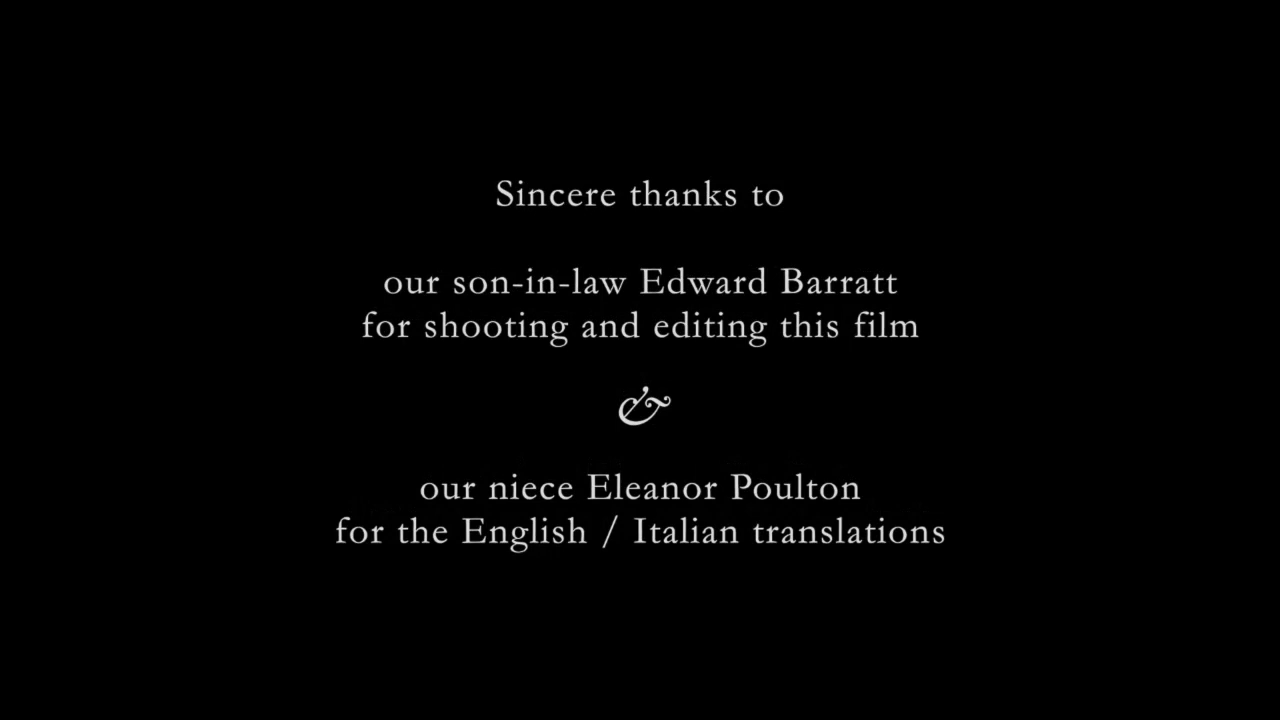 Sincere thanks to
our son-in-law Edward Barratt
for shooting and editing this film
&
our niece Eleanor Poulton
for the English / Italian translations